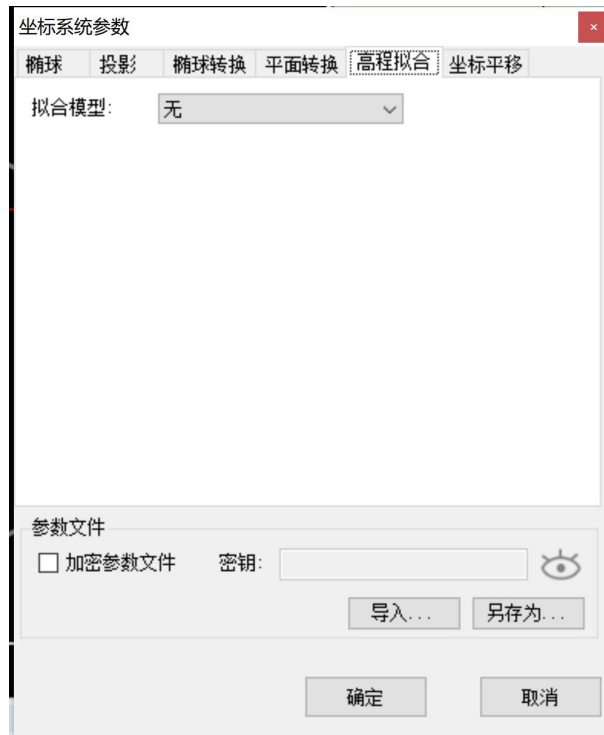 坐标系统参数
椭球 投影 椭球转换 平面转换 高程拟合 坐标平移
拟合模型: 无
参数文件
加密参数文件 密钥:
导入... 另存为...
确定 取消